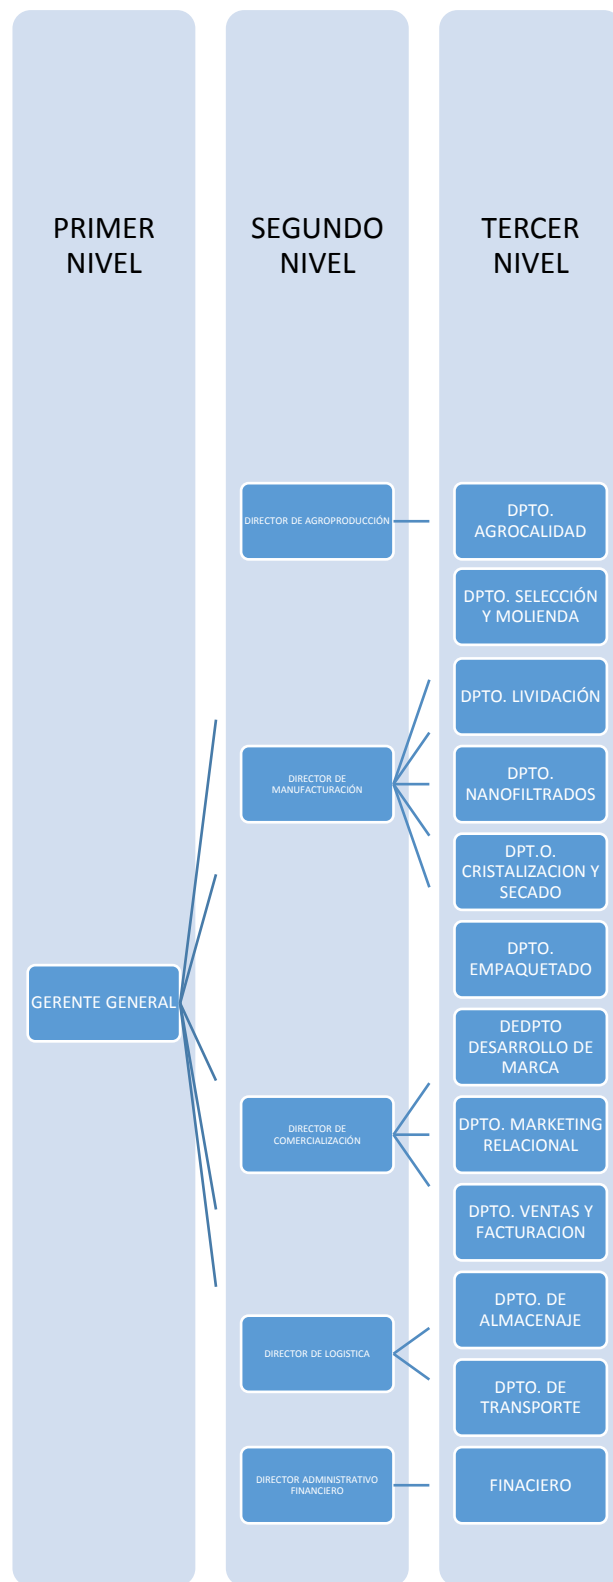 PRIMER
NIVEL
SEGUNDO
NIVEL
TERCER
NIVEL
GERENTE GENERAL
DIRECTOR DE AGROPRODUCCIÓN
DPTO.
AGROCALIDAD
DIRECTOR DE
MANUFACTURACIÓN
DPTO. SELECCIÓN
Y MOLIENDA
DPTO. LIVIDACIÓN
DPTO.
NANOFILTRADOS
DPT.O.
CRISTALIZACION Y
SECADO
DPTO.
EMPAQUETADO
DIRECTOR DE
COMERCIALIZACIÓN
DEDPTO
DESARROLLO DE
MARCA
DPTO. MARKETING
RELACIONAL
DPTO. VENTAS Y
FACTURACION
DIRECTOR DE LOGISTICA
DPTO. DE
ALMACENAJE
DPTO. DE
TRANSPORTE
DIRECTOR ADMINISTRATIVO
FINANCIERO
FINACIERO